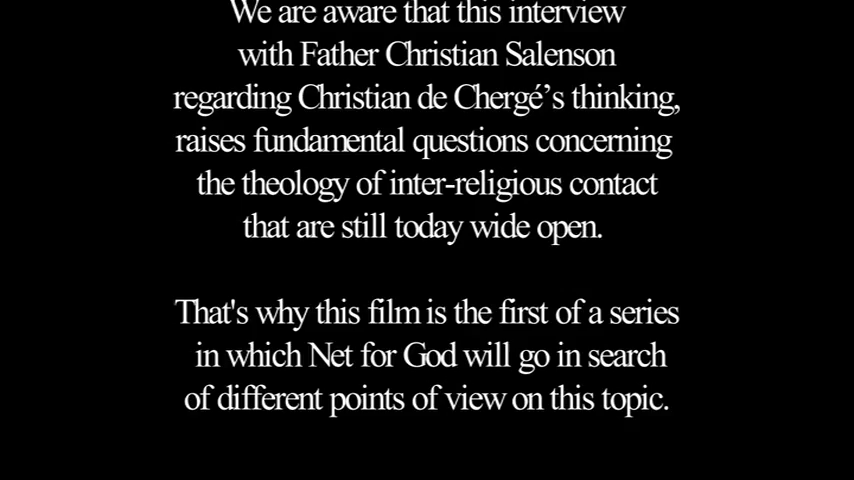 We are aware that this interview
with Father Christian Salenson
regarding Christian de Chergé’s thinking,
raises fundamental questions concerning
the theology of inter-religious contact
that are still today wide open.
That's why this film is the first of a series
in which Net for God will go in search
of different points of view on this topic.